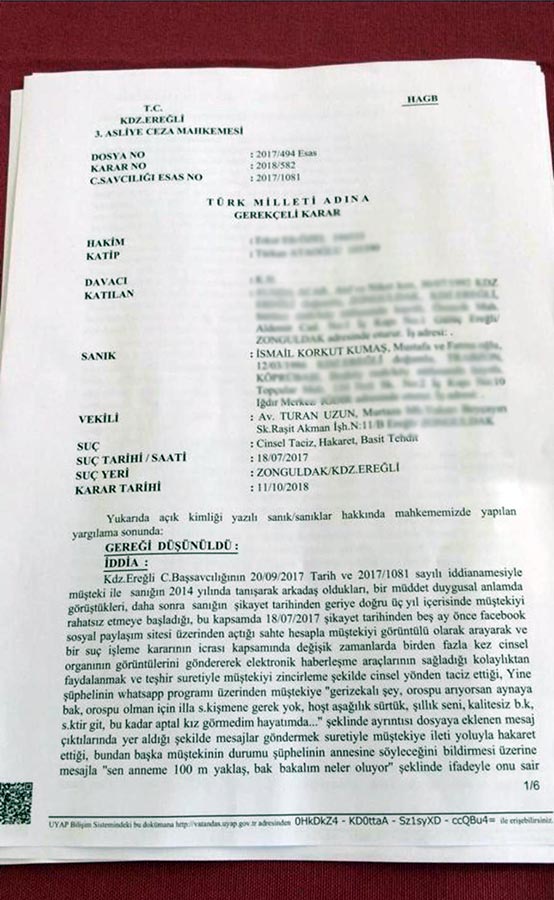 HAGB
T.C.
KDZ.EREĞLİ
3. ASLİYE CEZA MAHKEMESİ
DOSYA NO : 2017/494 Esas
KARAR NO : 2018/582
C.SAVCILIĞI ESAS NO : 2017/1081
TÜRK MİLLETİ ADINA
GEREKÇELİ KARAR
HAKİM :
KATİP :
DAVACI : K.H.
KATILAN :
SANIK : İSMAİL KORKUT KUMAŞ, Mustafa ve
VEKİLİ : Av. TURAN UZUN,
Sk.Raşit Akman İşh.N:11/B
SUÇ : Cinsel Taciz, Hakaret, Basit Tehdit
SUÇ TARİHİ / SAATİ : 18/07/2017
SUÇ YERİ : ZONGULDAK/KDZ.EREĞLİ
KARAR TARİHİ : 11/10/2018
Yukarıda açık kimliği yazılı sanık/sanıklar hakkında mahkememizde yapılan
yargılama sonunda:
GEREĞİ DÜŞÜNÜLDÜ :
İDDİA :
Kdz.Ereğli C.Başsavcılığının 20/09/2017 Tarih ve 2017/1081 sayılı iddianamesiyle
müşteki ile sanığın 2014 yılında tanışarak arkadaş oldukları, bir müddet duygusal anlamda
görüştükleri, daha sonra sanığın şikayet tarihinden geriye doğru üç yıl içerisinde müştekiyi
rahatsız etmeye başladığı, bu kapsamda 18/07/2017 şikayet tarihinden beş ay önce facebook
sosyal paylaşım sitesi üzerinden açtığı sahte hesapla müştekiyi görüntülü olarak arayarak ve
bir suç işleme kararının icrası kapsamında değişik zamanlarda birden fazla kez cinsel
organının görüntülerini göndererek elektronik haberleşme araçlarının sağladığı kolaylıktan
faydalanmak ve teşhir suretiyle müştekiyi zincirleme şekilde cinsel yönden taciz ettiği, Yine
şüphelinin whatsapp programı üzerinden müştekiye "gerizekalı şey, orospu arıyorsan aynaya
bak, orospu olman için illa s.kişmene gerek yok, hoşt aşağılık sürtük, şıllık seni, kalitesiz b.k,
s.ktir git, bu kadar aptal kız görmedim hayatımda..." şeklinde ayrıntısı dosyaya eklenen mesaj
çıktılarında yer aldığı şekilde mesajlar göndermek suretiyle müştekiye ileti yoluyla hakaret
ettiği, bundan başka müştekinin durumu şüphelinin annesine söyleyeceğini bildirmesi üzerine
mesajla "sen anneme 100 m yaklaş, bak bakalım neler oluyor" şeklinde ifadeyle onu sair
1/6
UYAP Bilişim Sistemindeki bu dokümana http://vatandas.uyap.gov.tr adresinden 0HkDkZ4 - KD0ttaA - Sz1syXD - ccQBu4= ile erişebilirsiniz.